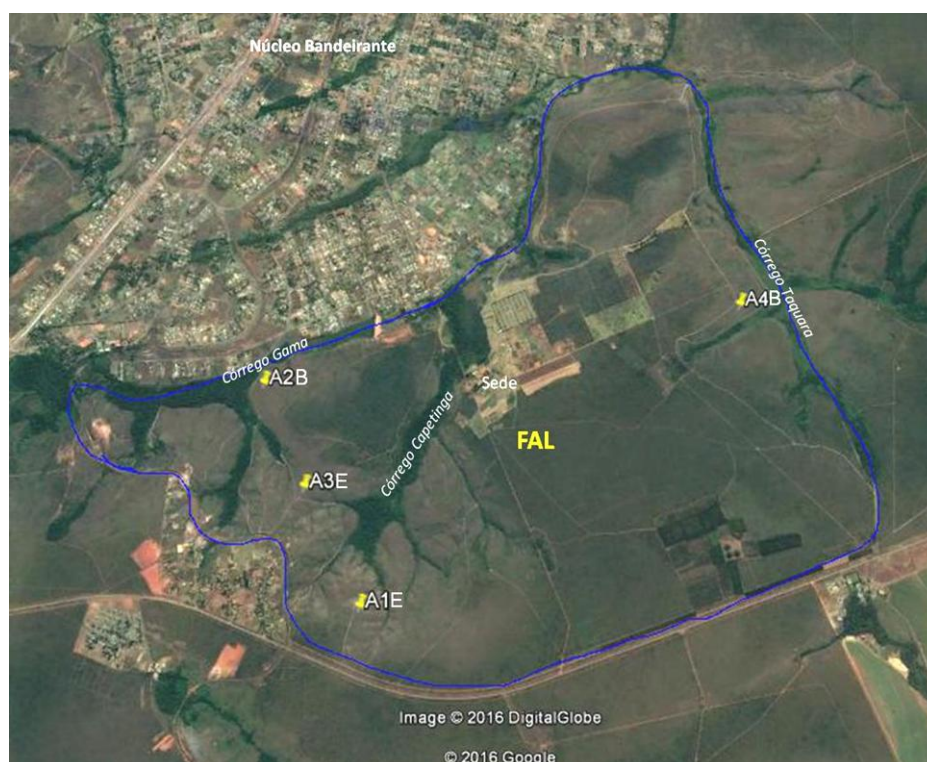 Núcleo Bandeirante
Córrego Taquara
A4B
Córrego Gama
A2B
Sede
Córrego Capetinga
FAL
A3E
A1E
Image © 2016 DigitalGlobe
© 2016 Google